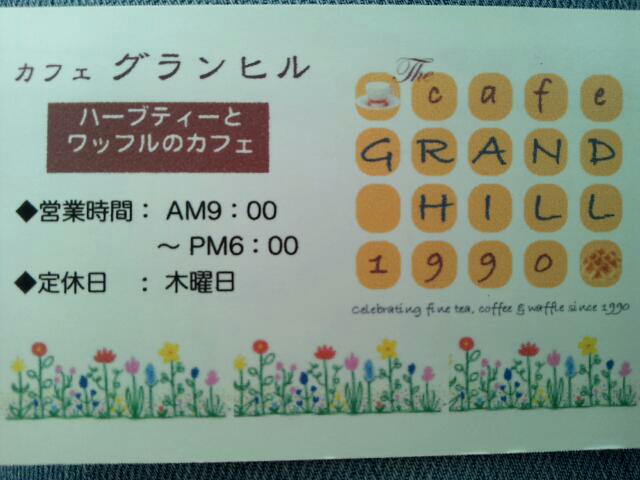 カフェ グランヒル
ハーブティーと
ワッフルのカフェ
◆営業時間： AM9：00
～ PM6：00
◆定休日 ： 木曜日
The cafe
GRAND
HILL
1990
Celebrating fine tea, coffee & waffle since 1990